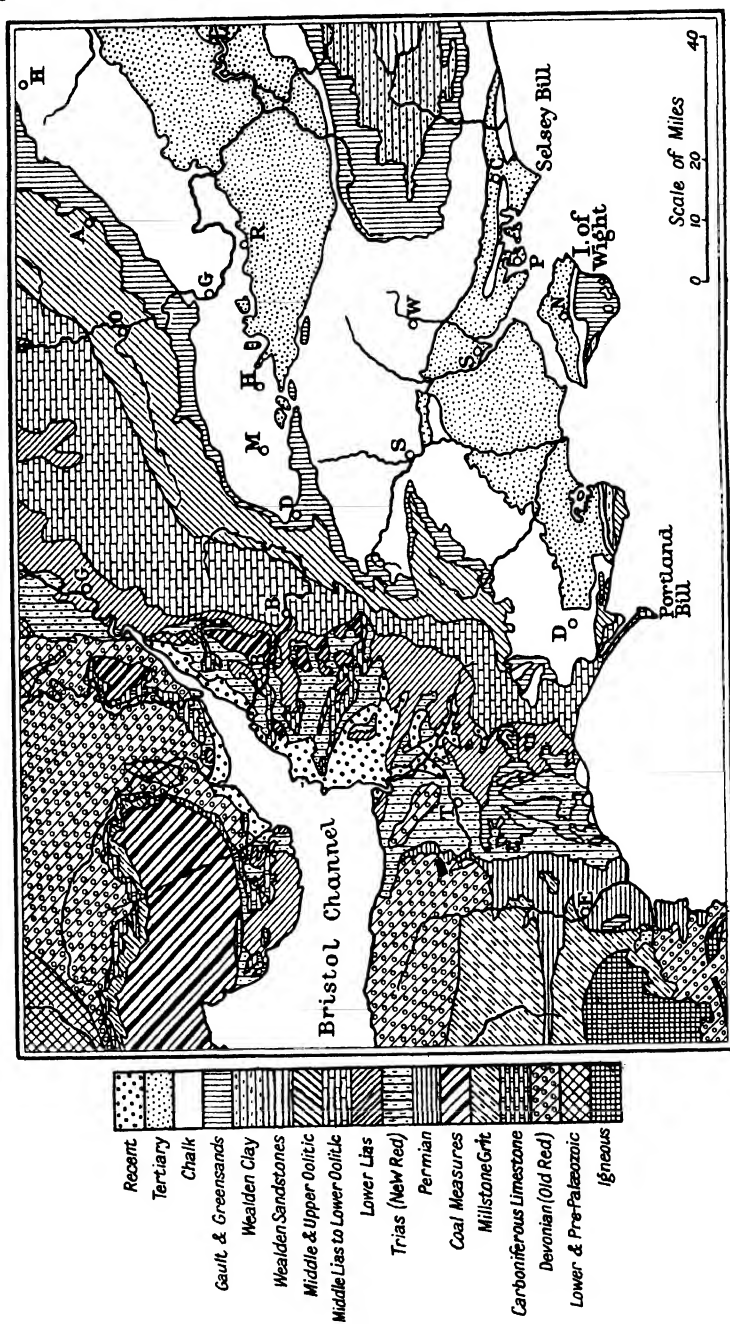 Recent
Tertiary
Chalk
Gault & Greensands
Wealden Clay
Wealden Sandstones
Middle & Upper Oolitic
Middle Lias to Lower Oolitic
Lower Lias
Trias (New Red)
Permian
Coal Measures
Millstone Grit
Carboniferous Limestone
Devonian (Old Red)
Lower & Pre-Palæozoic
Igneous
H
G
A
O
G
R
B
H
M
B
D
Bristol Channel
S
W
T
S
C
P
Selsey Bill
N
I. of
Wight
D
E
Portland
Bill
Scale of Miles
0 10 20 40